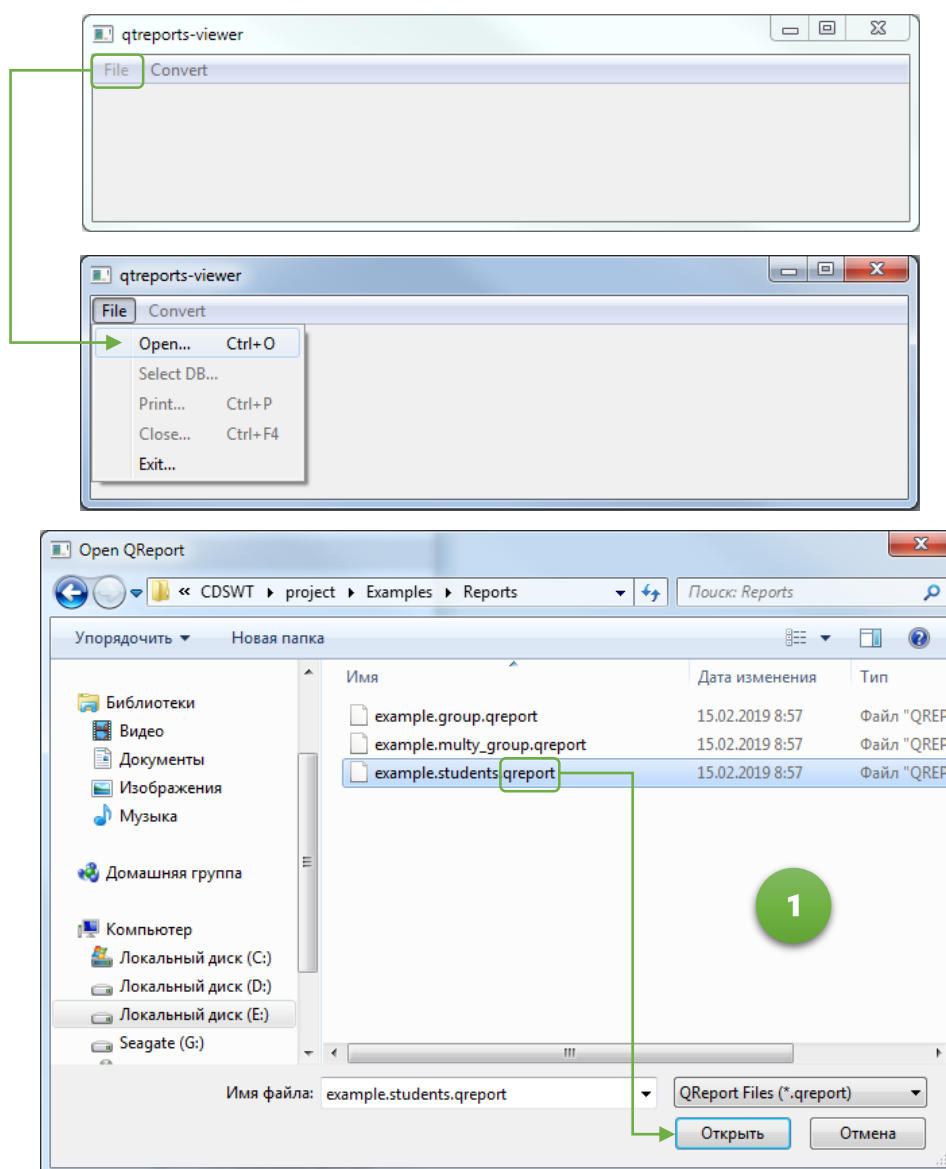 qtreports-viewer
File Convert
qtreports-viewer
File Convert
Open... Ctrl+O
Select DB...
Print... Ctrl+P
Close... Ctrl+F4
Exit...
Open QReport
« CDSWT project Examples Reports Поиск: Reports
Упорядочить Новая папка
Имя Дата изменения Тип
Библиотеки
Видео
Документы
Изображения
Музыка
Домашняя группа
Компьютер
Локальный диск (C:)
Локальный диск (D:)
Локальный диск (E:)
Seagate (G:)
example.group.qreport 15.02.2019 8:57 Файл "QREP
example.multy_group.qreport 15.02.2019 8:57 Файл "QREP
example.students.qreport 15.02.2019 8:57 Файл "QREP
1
Имя файла: example.students.qreport QReport Files (*.qreport)
Открыть Отмена